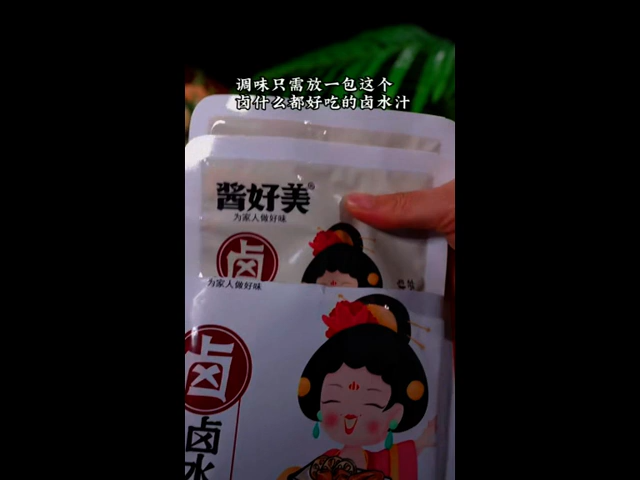 调味只需放一包这个
卤什么都好吃的卤水汁
酱好美
为家人做好味
卤
为家人做好味
卤
卤水